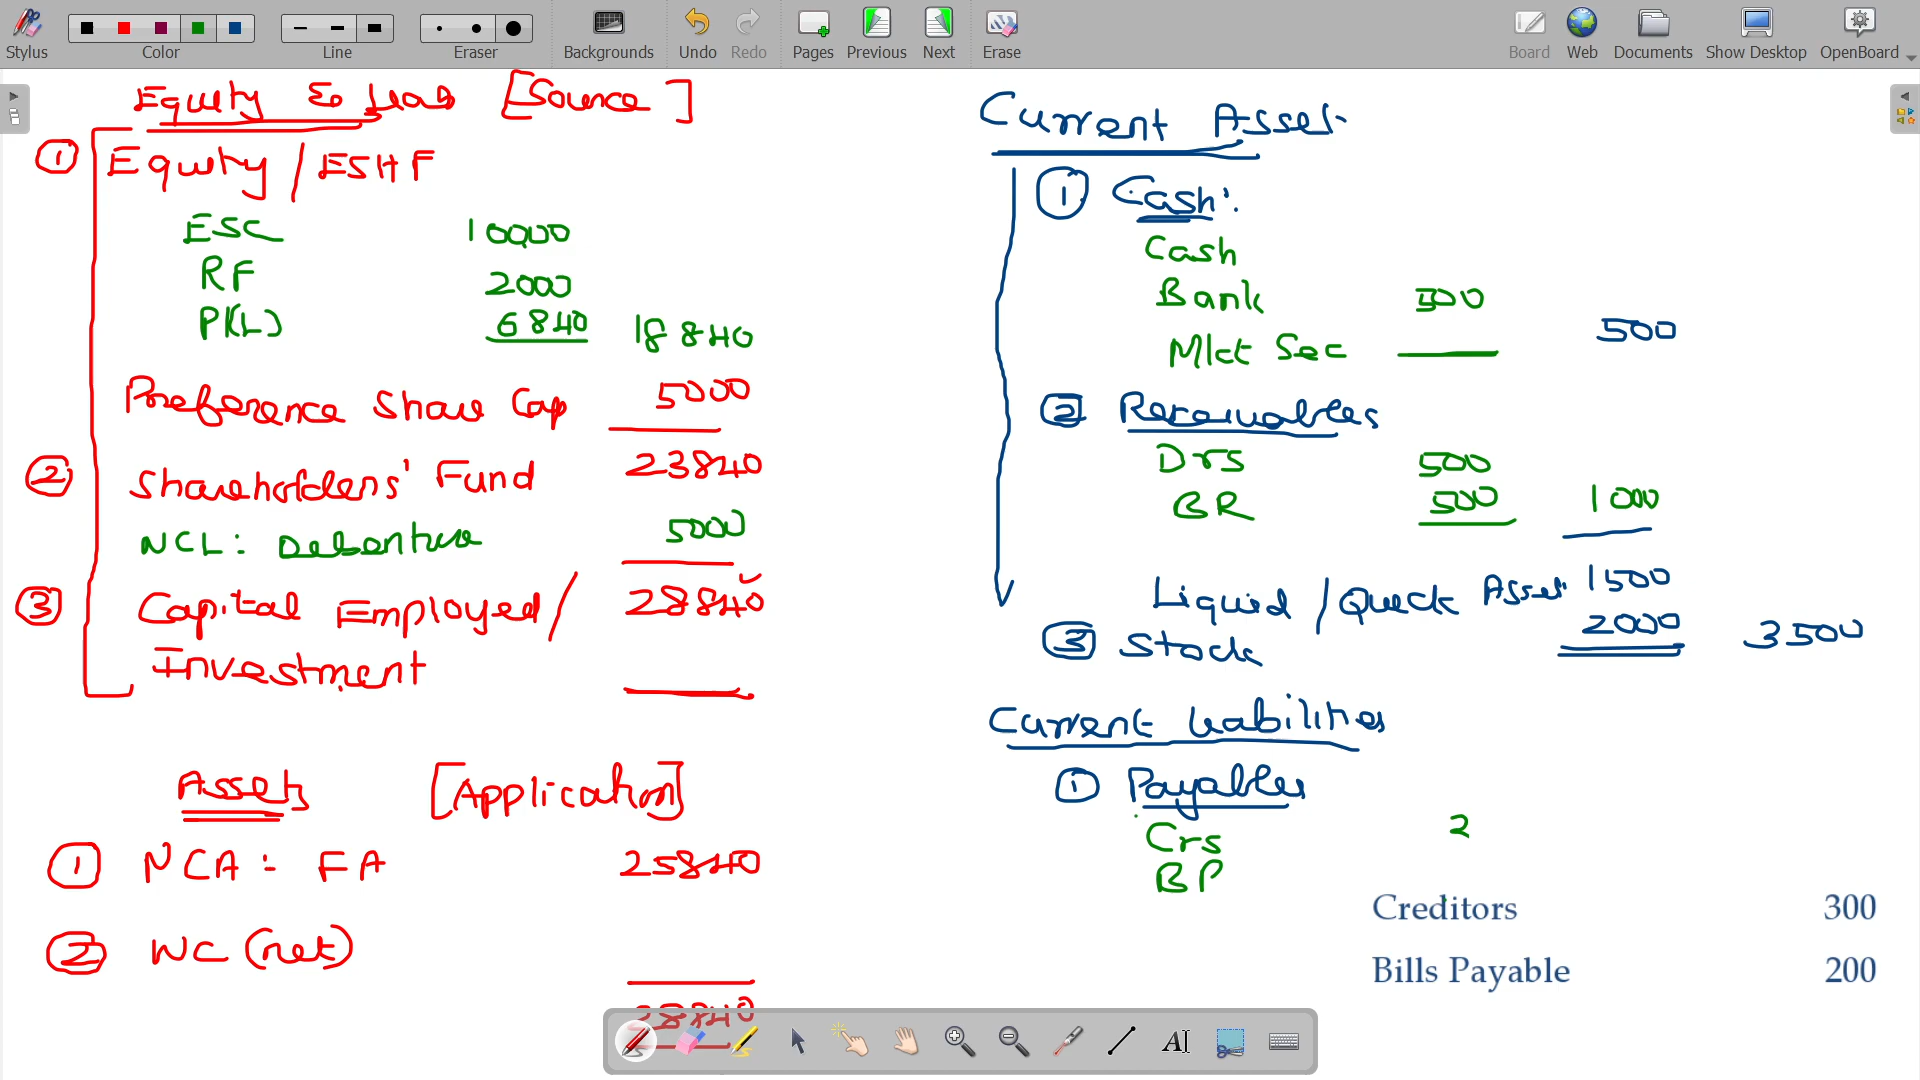 Stylus Color Line Eraser Backgrounds Undo Redo Pages Previous Next Erase Board Web Documents Show Desktop OpenBoard
Equity & Liab [Source]
① Equity / ESHF
ESC 10000
RF 2000
P/(L) 6840 18840
Preference Share Cap 5000
② Shareholders' Fund 23840
NCL: Debenture 5000
③ Capital Employed / 28840
Investment
Assets [Application]
① NCA: FA 25840
② WC (net)
28840
Current Asset
① Cash:
Cash
Bank 500
Mkt Sec 500
② Receivables
Drs 500
BR 500 1000
Liquid / Quick Asset 1500
③ Stock 2000 3500
Current Liabilities
① Payables
Crs 2
BP
Creditors 300
Bills Payable 200
AI